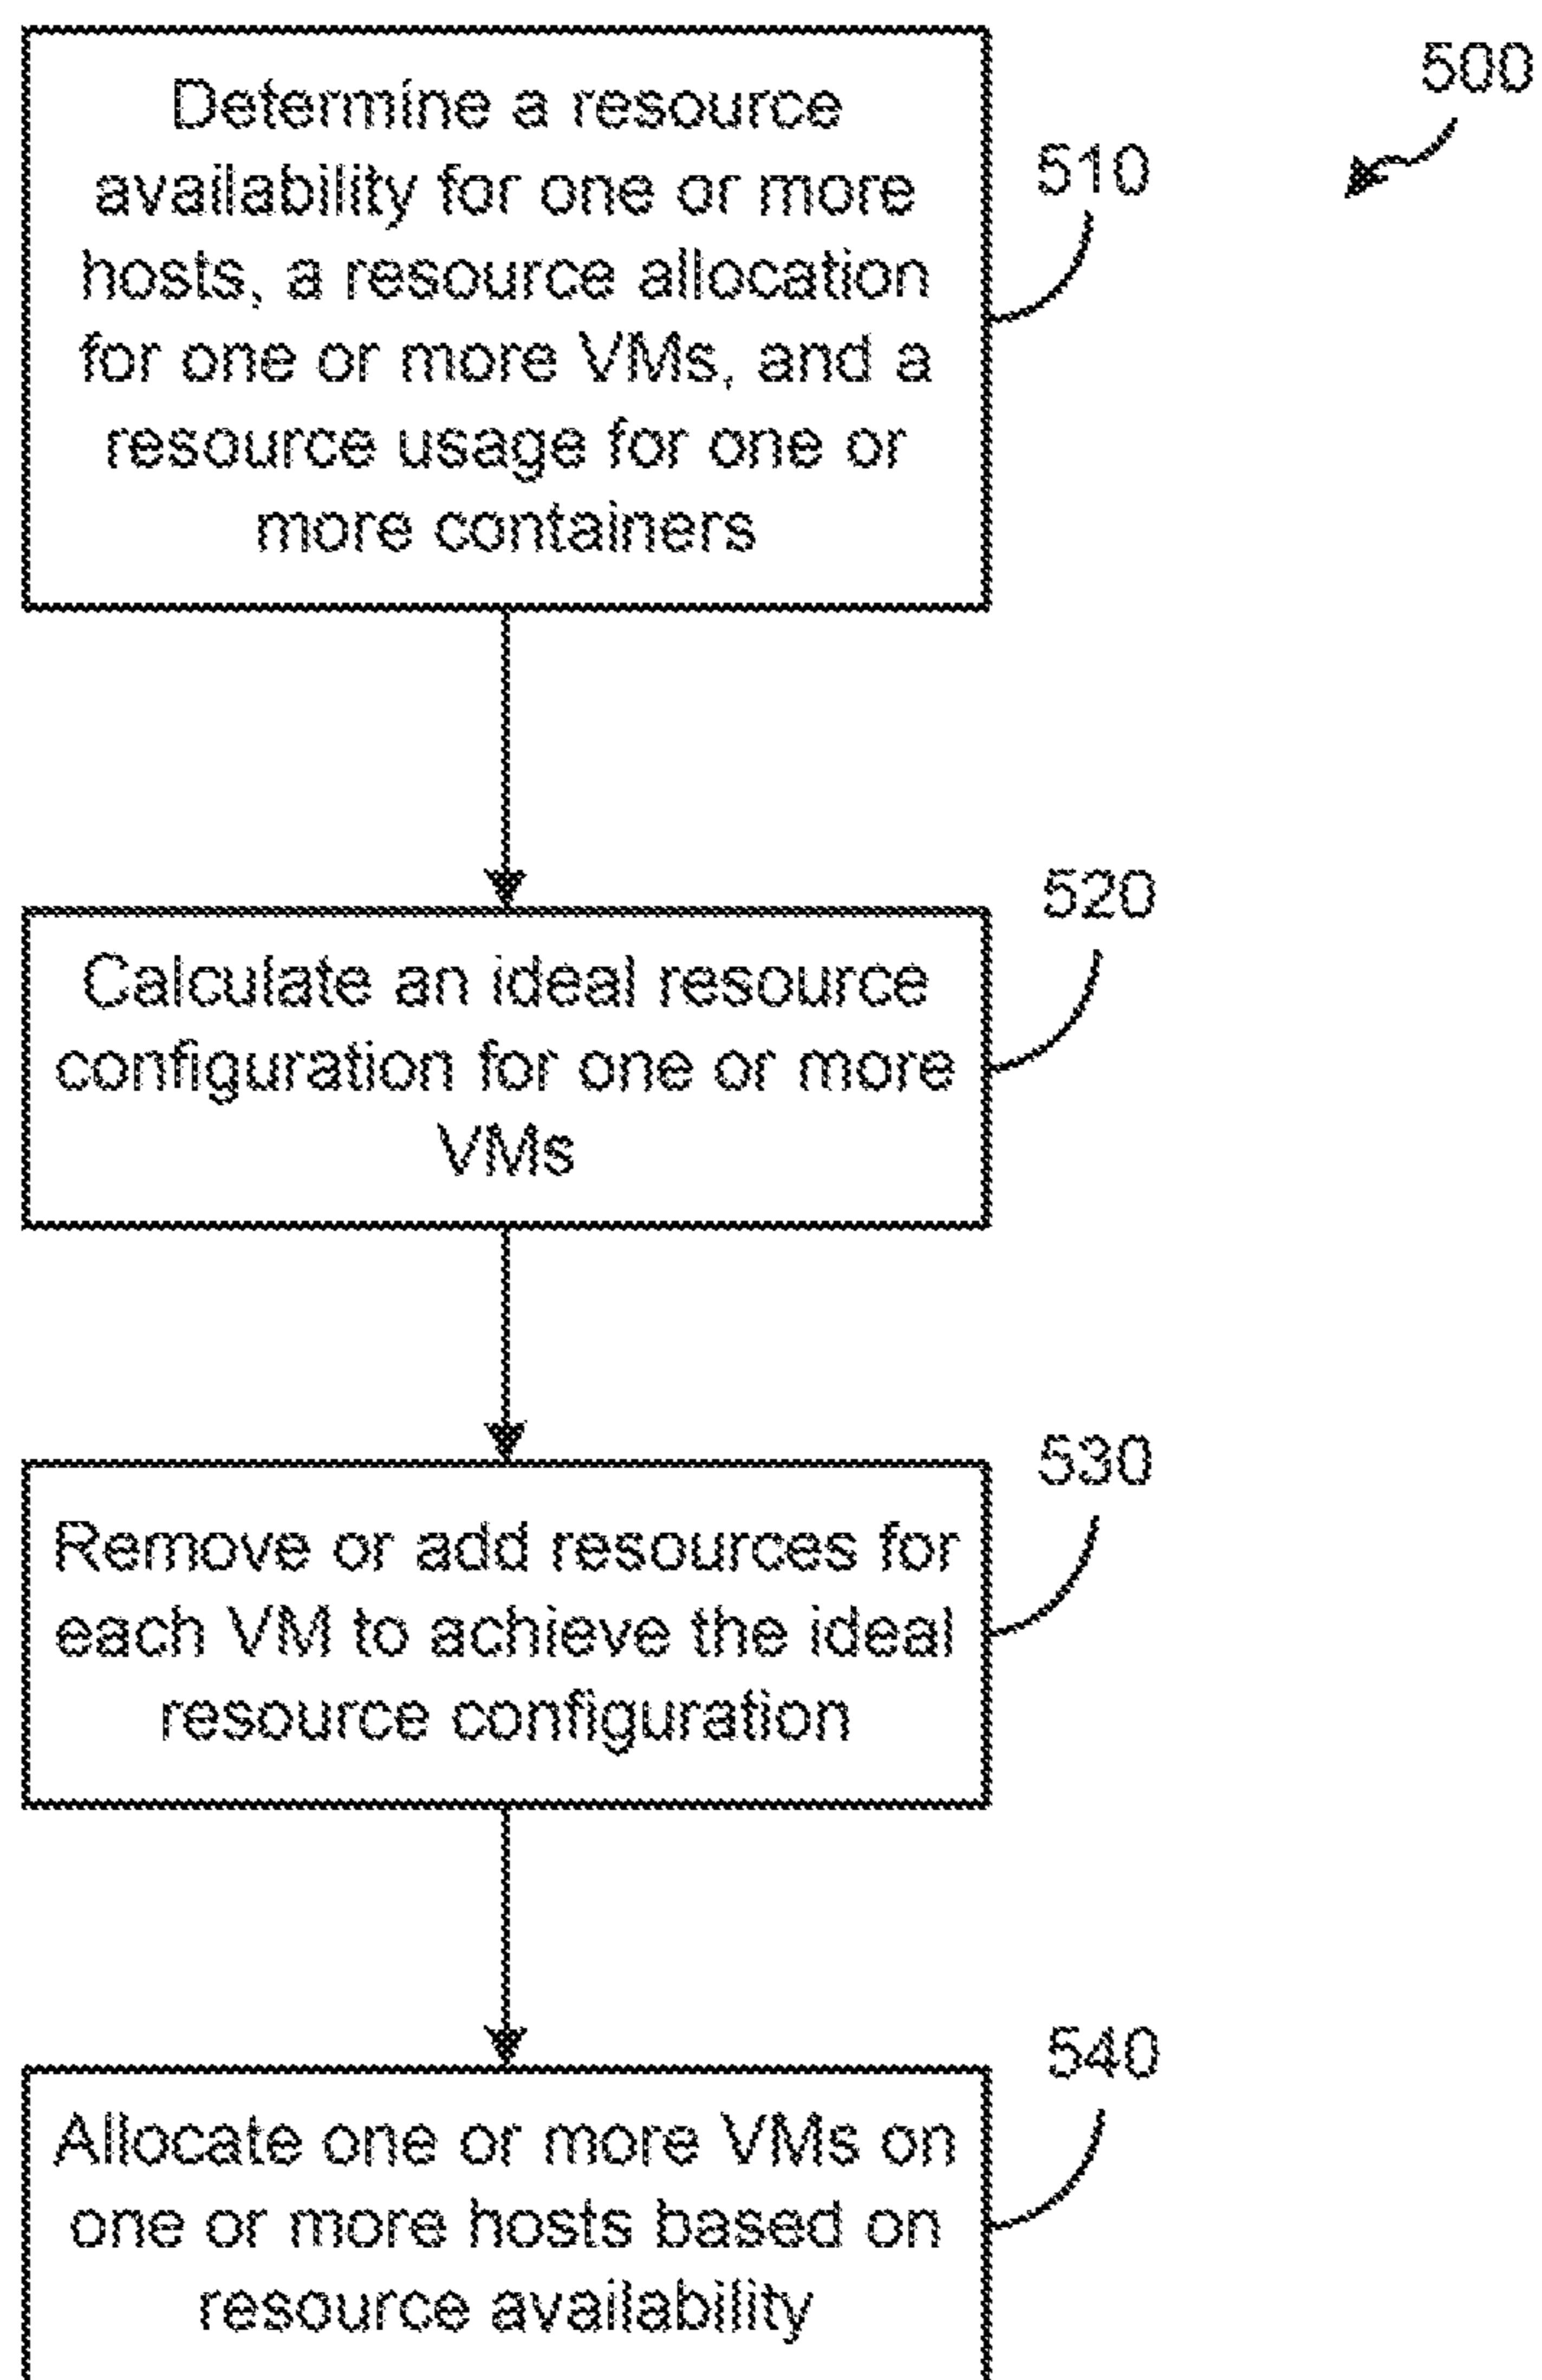 500
Determine a resource
availability for one or more
hosts, a resource allocation
for one or more VMs, and a
resource usage for one or
more containers
510
Calculate an ideal resource
configuration for one or more
VMs
520
Remove or add resources for
each VM to achieve the ideal
resource configuration
530
Allocate one or more VMs on
one or more hosts based on
resource availability
540